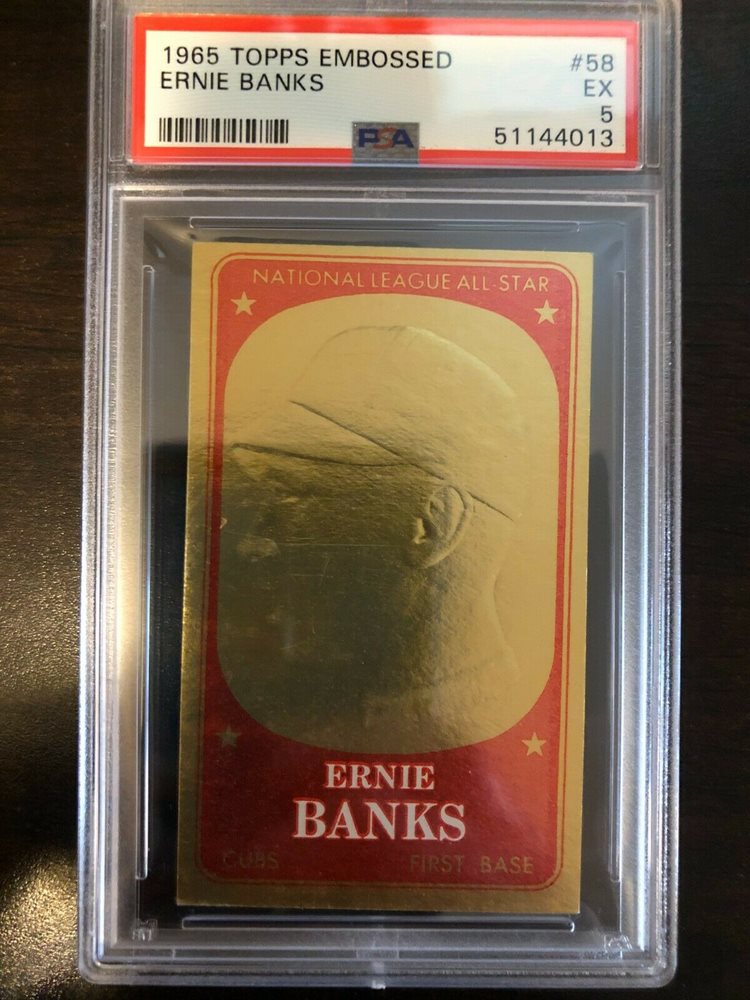 1965 TOPPS EMBOSSED #58
ERNIE BANKS EX
5
PSA 51144013
NATIONAL LEAGUE ALL-STAR
ERNIE
BANKS
CUBS FIRST BASE